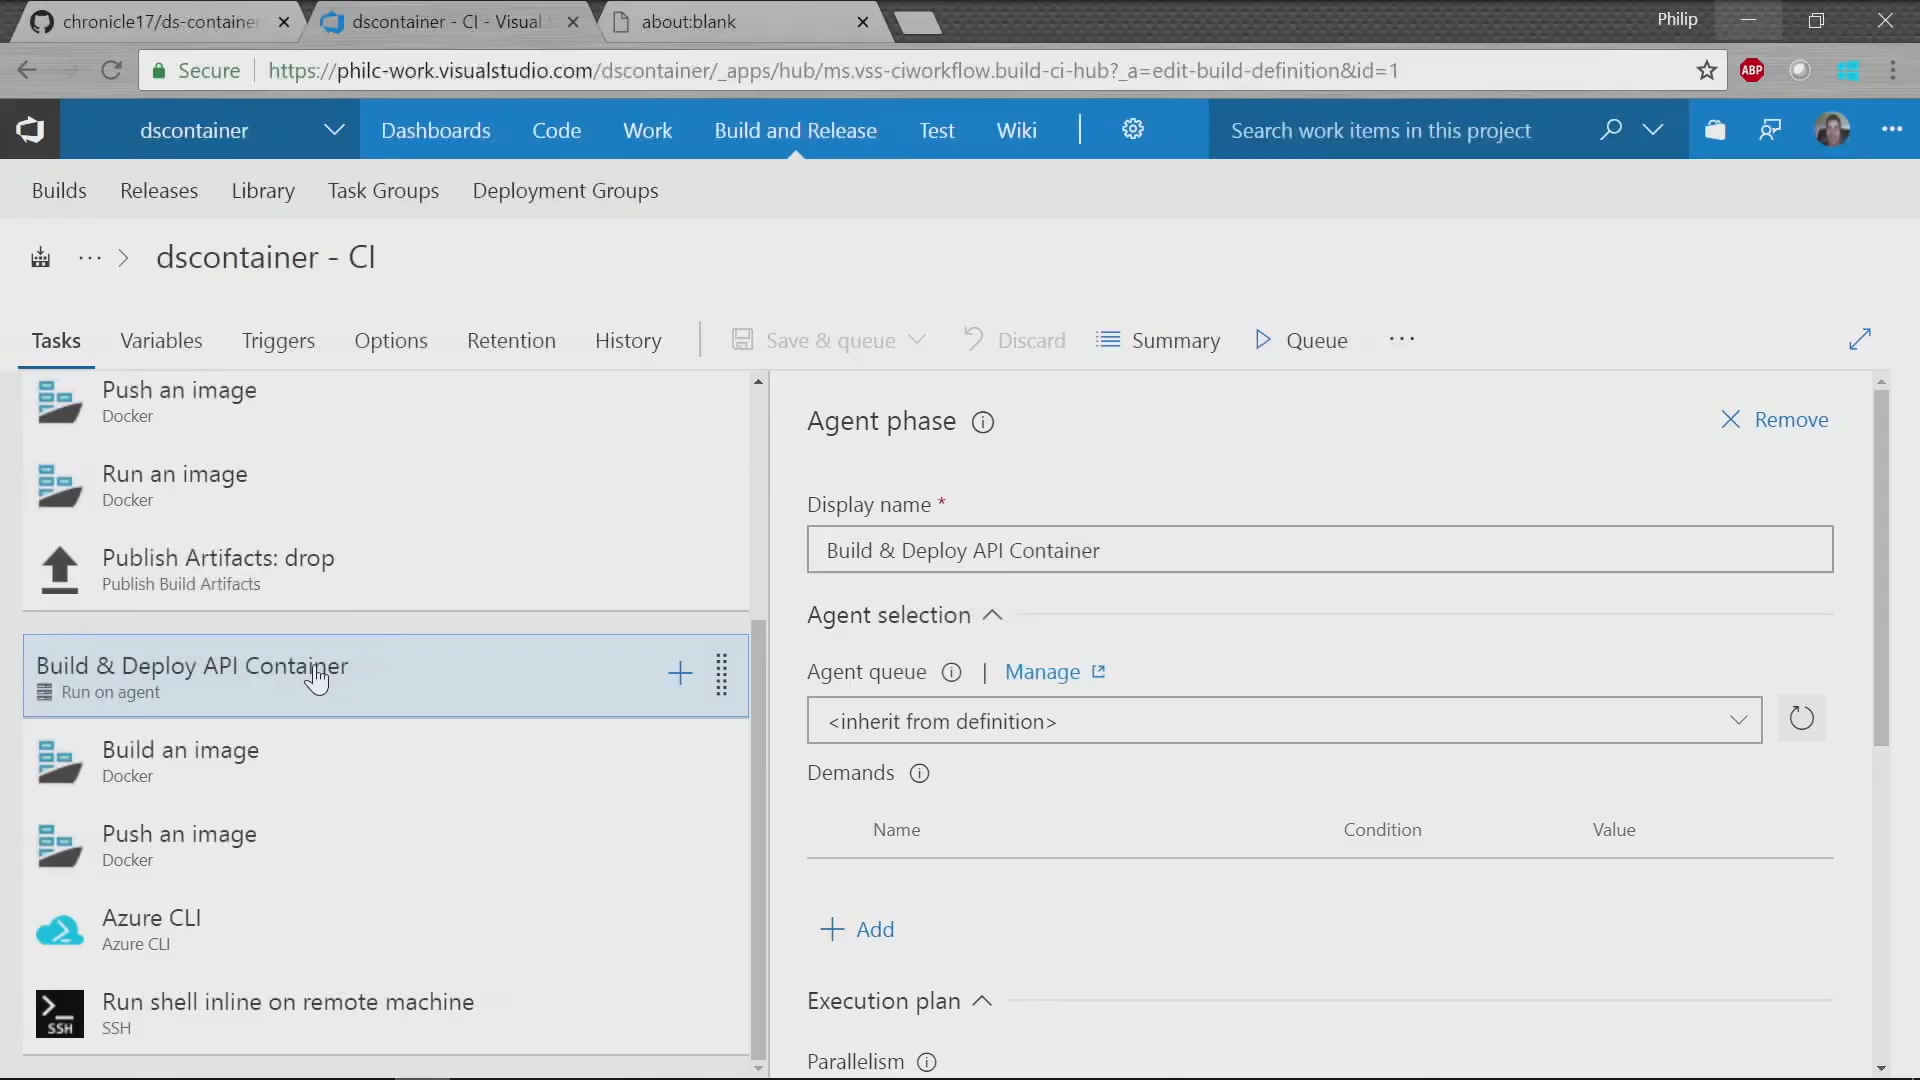 chronicle17/ds-container
dscontainer - CI - Visual
about:blank
Philip
Secure
https://philc-work.visualstudio.com/dscontainer/_apps/hub/ms.vss-ciworkflow.build-ci-hub?_a=edit-build-definition&id=1
ABP
dscontainer
Dashboards
Code
Work
Build and Release
Test
Wiki
Search work items in this project
Builds
Releases
Library
Task Groups
Deployment Groups
dscontainer - CI
Tasks
Variables
Triggers
Options
Retention
History
Save & queue
Discard
Summary
Queue
Push an image
Docker
Run an image
Docker
Publish Artifacts: drop
Publish Build Artifacts
Build & Deploy API Container
Run on agent
Build an image
Docker
Push an image
Docker
Azure CLI
Azure CLI
SSH
Run shell inline on remote machine
SSH
Agent phase
Remove
Display name *
Build & Deploy API Container
Agent selection
Agent queue | Manage
<inherit from definition>
Demands
Name
Condition
Value
Add
Execution plan
Parallelism